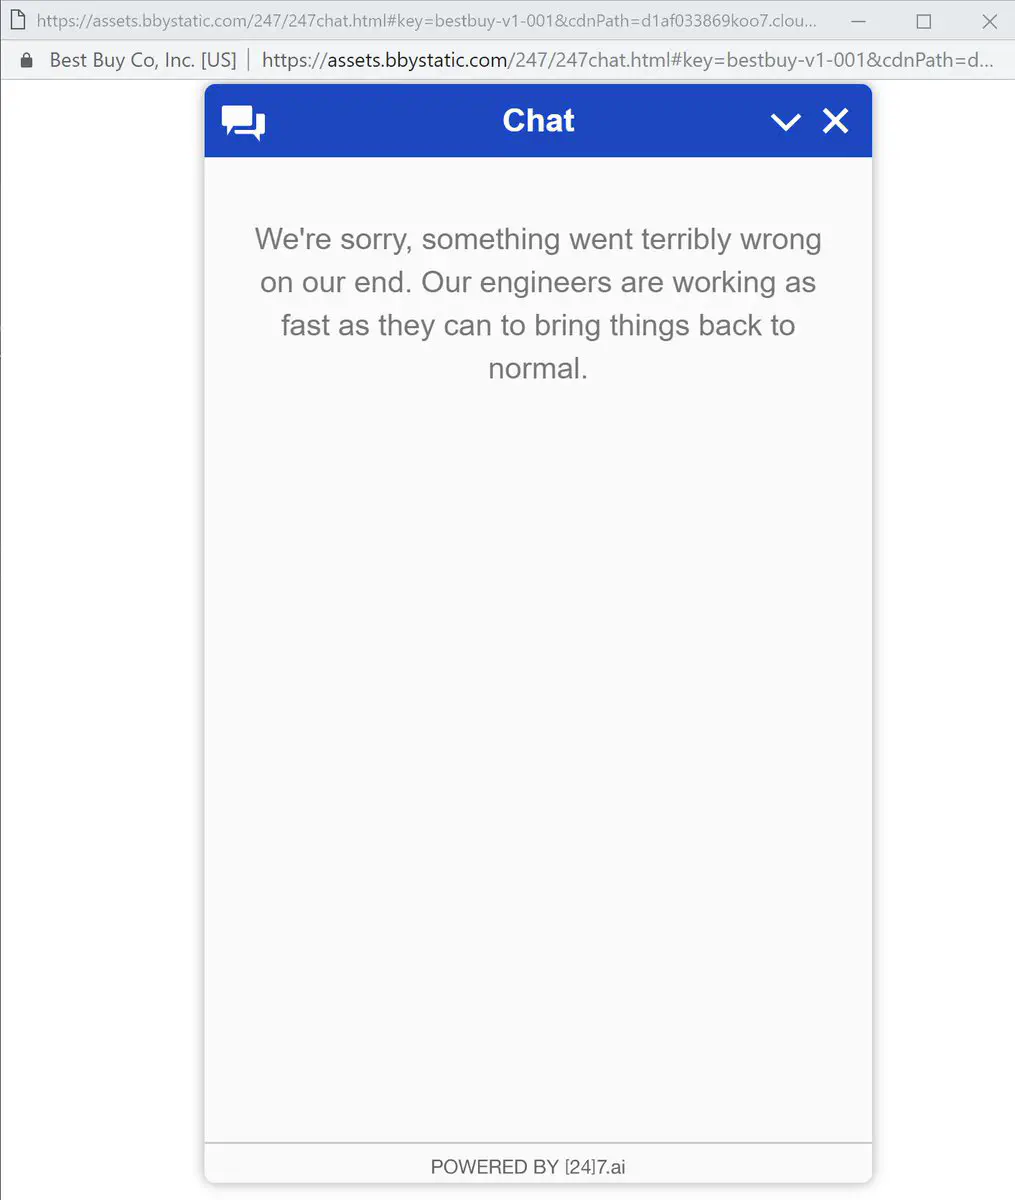 https://assets.bbystatic.com/247/247chat.html#key=bestbuy-v1-001&cdnPath=d1af033869koo7.clou...
Best Buy Co, Inc. [US] | https://assets.bbystatic.com/247/247chat.html#key=bestbuy-v1-001&cdnPath=d...
Chat
We're sorry, something went terribly wrong
on our end. Our engineers are working as
fast as they can to bring things back to
normal.
POWERED BY [24]7.ai